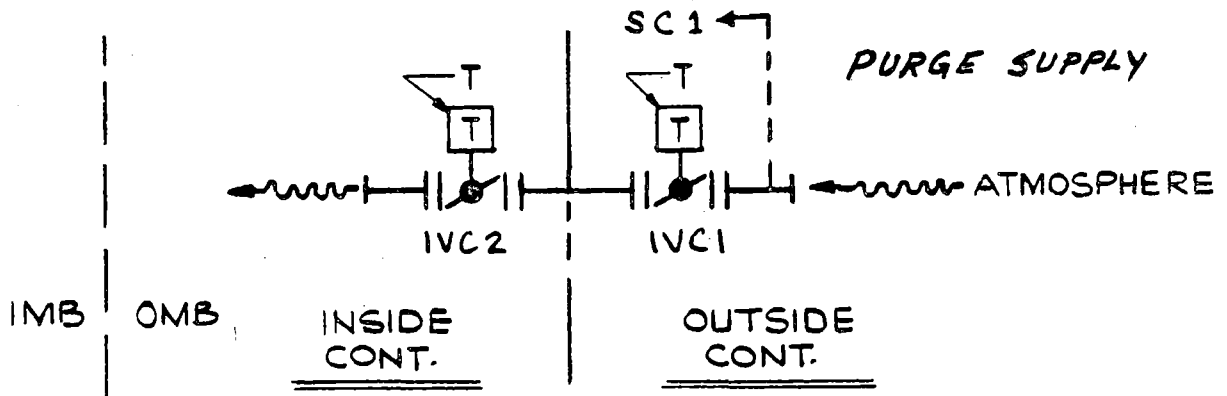 SC1
PURGE SUPPLY
T
T
T
T
ATMOSPHERE
IVC2
IVC1
IMB
OMB
INSIDE
CONT.
OUTSIDE
CONT.